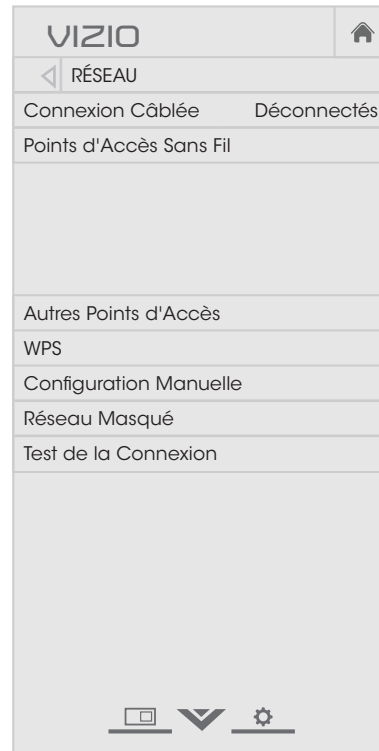 VIZIO
RÉSEAU
Connexion Câblée Déconnectés
Points d'Accès Sans Fil
Autres Points d'Accès
WPS
Configuration Manuelle
Réseau Masqué
Test de la Connexion